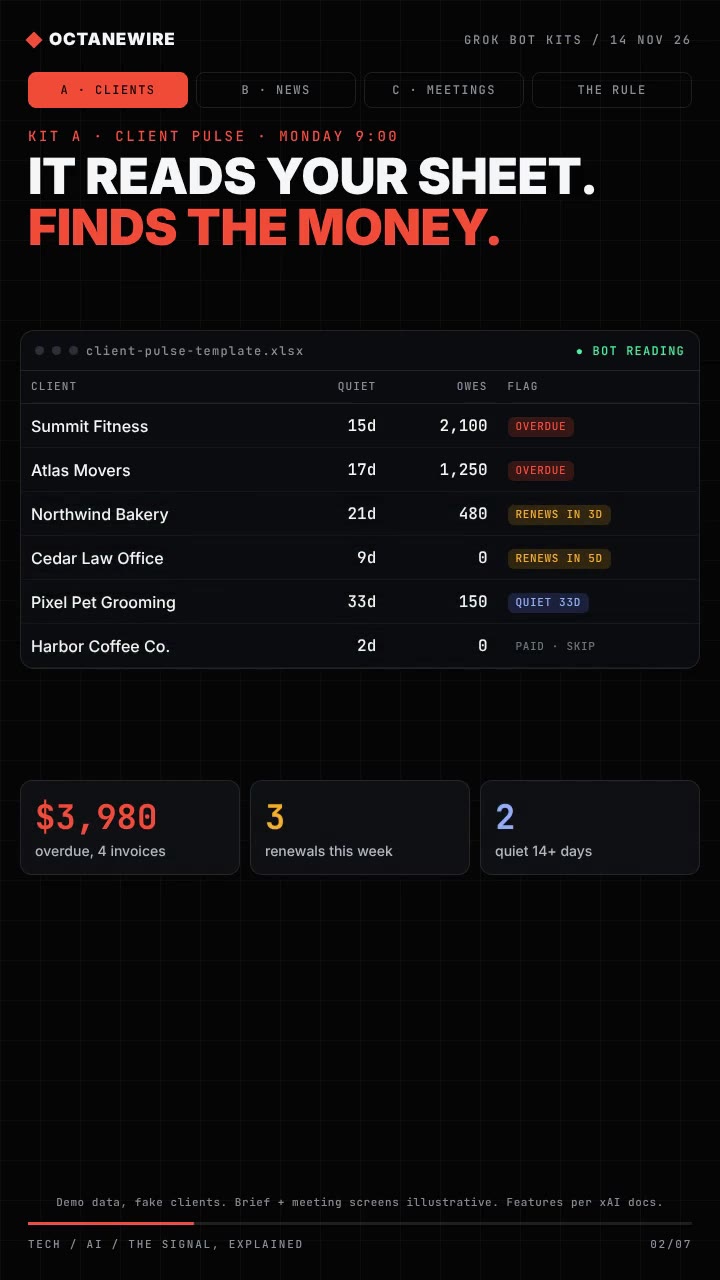 OCTANEWIRE
GROK BOT KITS / 14 NOV 26
A · CLIENTS
B · NEWS
C · MEETINGS
THE RULE
KIT A · CLIENT PULSE · MONDAY 9:00
IT READS YOUR SHEET.
FINDS THE MONEY.
client-pulse-template.xlsx
● BOT READING
CLIENT QUIET OWES FLAG
Summit Fitness 15d 2,100 OVERDUE
Atlas Movers 17d 1,250 OVERDUE
Northwind Bakery 21d 480 RENEWS IN 3D
Cedar Law Office 9d 0 RENEWS IN 5D
Pixel Pet Grooming 33d 150 QUIET 33D
Harbor Coffee Co. 2d 0 PAID · SKIP
$3,980
overdue, 4 invoices
3
renewals this week
2
quiet 14+ days
Demo data, fake clients. Brief + meeting screens illustrative. Features per xAI docs.
TECH / AI / THE SIGNAL, EXPLAINED
02/07